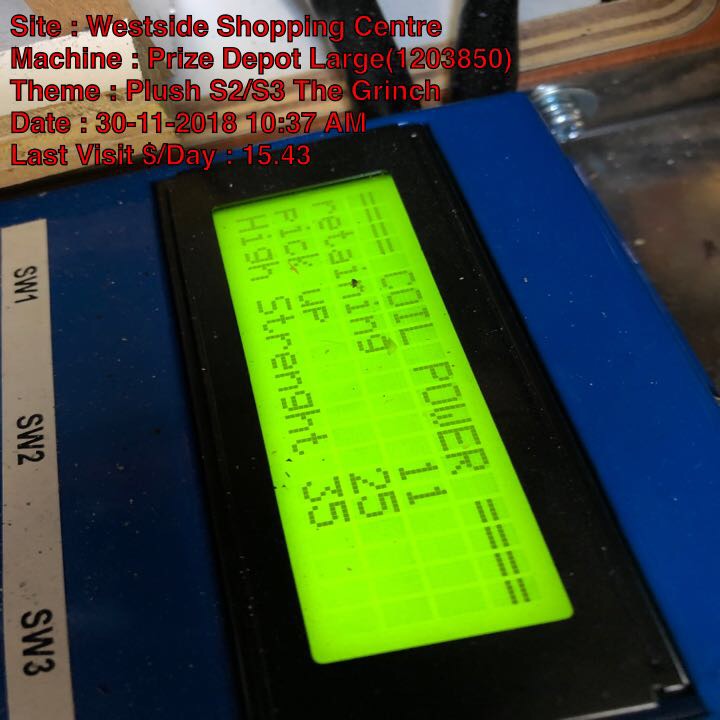 Site : Westside Shopping Centre
Machine : Prize Depot Large(1203850)
Theme : Plush S2/S3 The Grinch
Date : 30-11-2018 10:37 AM
Last Visit $/Day : 15.43
==== COIL POWER ====
retaining 11
Pick up 25
High Strenght 35
SW1
SW2
SW3